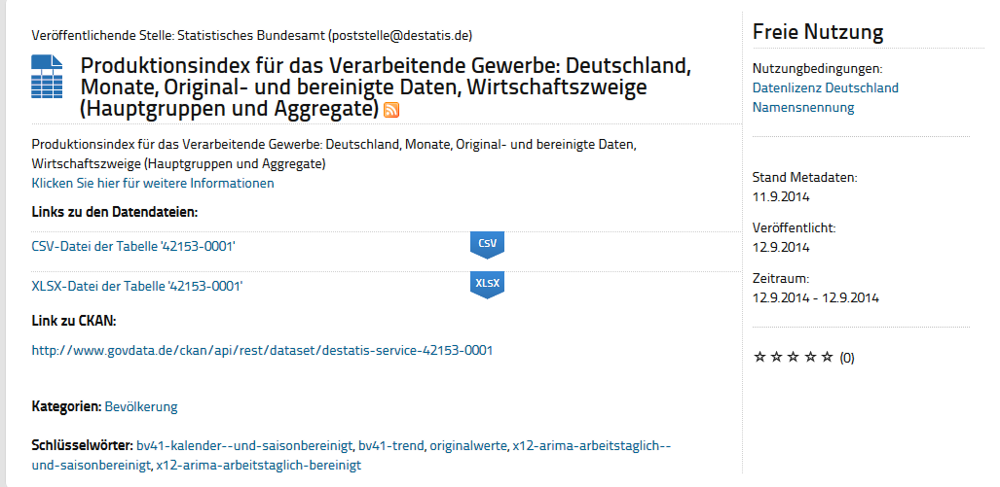 Veröffentlichende Stelle: Statistisches Bundesamt (poststelle@destatis.de)
Produktionsindex für das Verarbeitende Gewerbe: Deutschland,
Monate, Original- und bereinigte Daten, Wirtschaftszweige
(Hauptgruppen und Aggregate)
Produktionsindex für das Verarbeitende Gewerbe: Deutschland, Monate, Original- und bereinigte Daten,
Wirtschaftszweige (Hauptgruppen und Aggregate)
Klicken Sie hier für weitere Informationen
Links zu den Datendateien:
CSV-Datei der Tabelle '42153-0001'
CSV
XLSX-Datei der Tabelle '42153-0001'
XLSX
Link zu CKAN:
http://www.govdata.de/ckan/api/rest/dataset/destatis-service-42153-0001
Kategorien: Bevölkerung
Schlüsselwörter: bv41-kalender--und-saisonbereinigt, bv41-trend, originalwerte, x12-arima-arbeitstaglich--
und-saisonbereinigt, x12-arima-arbeitstaglich-bereinigt
Freie Nutzung
Nutzungbedingungen:
Datenlizenz Deutschland
Namensnennung
Stand Metadaten:
11.9.2014
Veröffentlicht:
12.9.2014
Zeitraum:
12.9.2014 - 12.9.2014
(0)